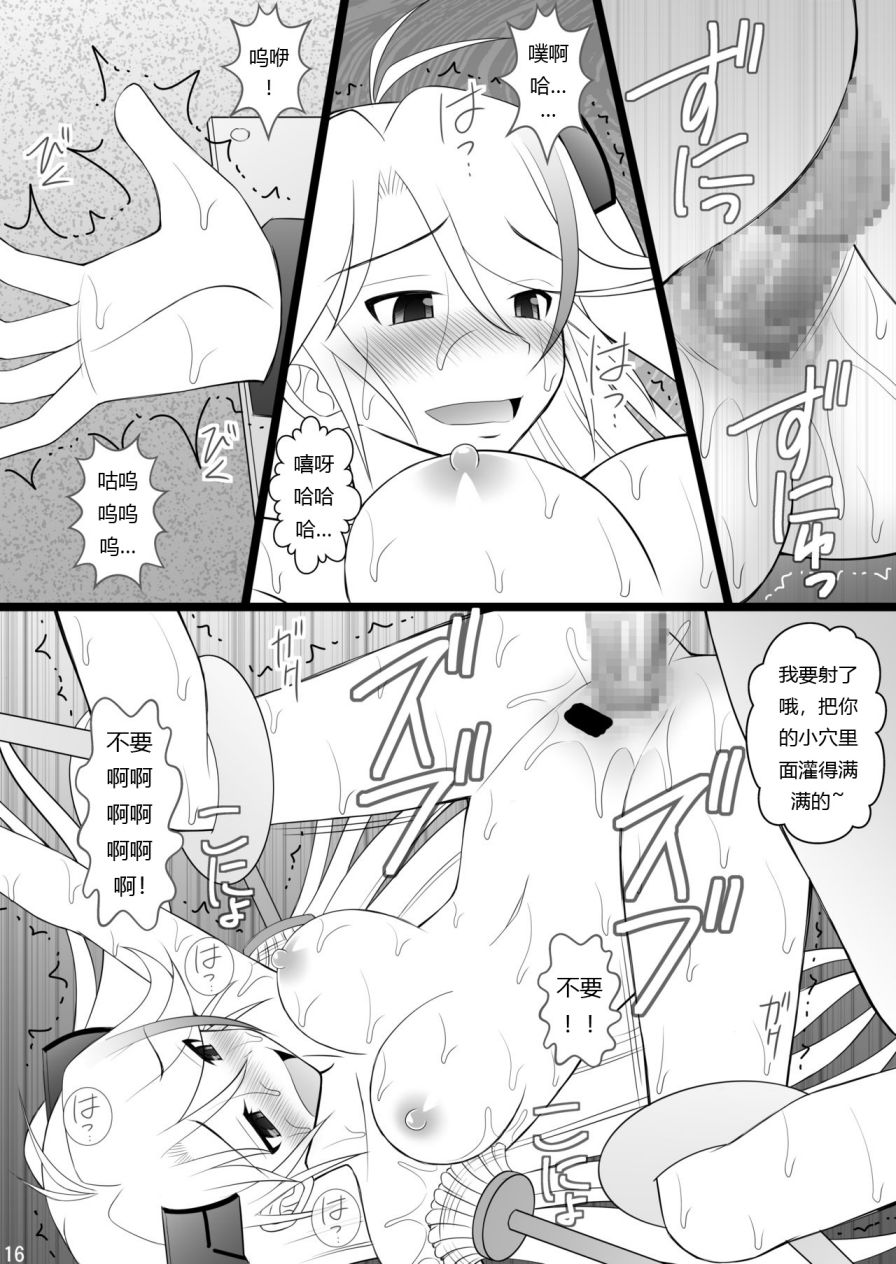 ずにっ
ずにゅっ
噗啊
哈…
…
はっ…
はっ…
嘻呀
哈哈
哈…
呜咿
！
びく
びく
咕呜
呜呜
呜…
我要射了
哦，把你
的小穴里
面灌得满
满的~
ズブ
ズブ
ガク
不要
啊啊
啊啊
啊啊
啊！
こにょ
不要
！！
ガク
こにょ
はっ…
はっ…
はっ…
16